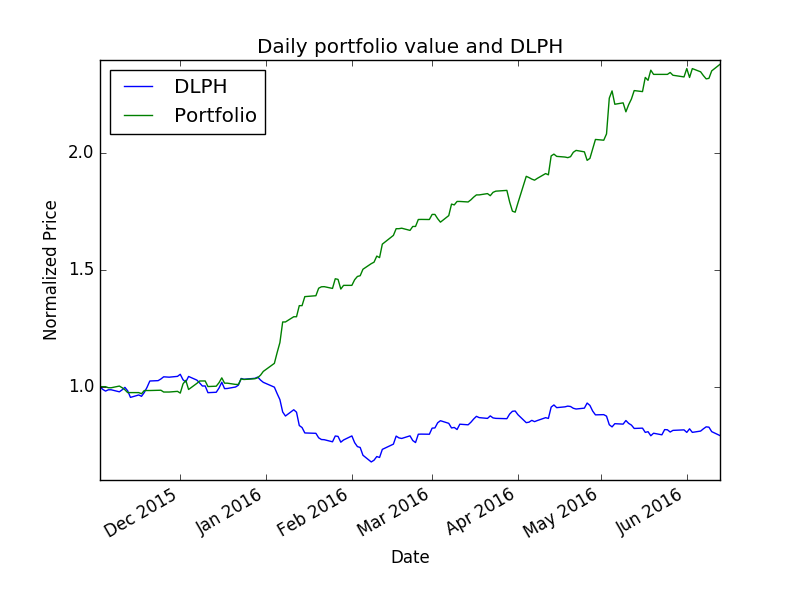 Daily portfolio value and DLPH
DLPH
Portfolio
2.0
1.5
1.0
Normalized Price
Dec 2015
Jan 2016
Feb 2016
Mar 2016
Apr 2016
May 2016
Jun 2016
Date